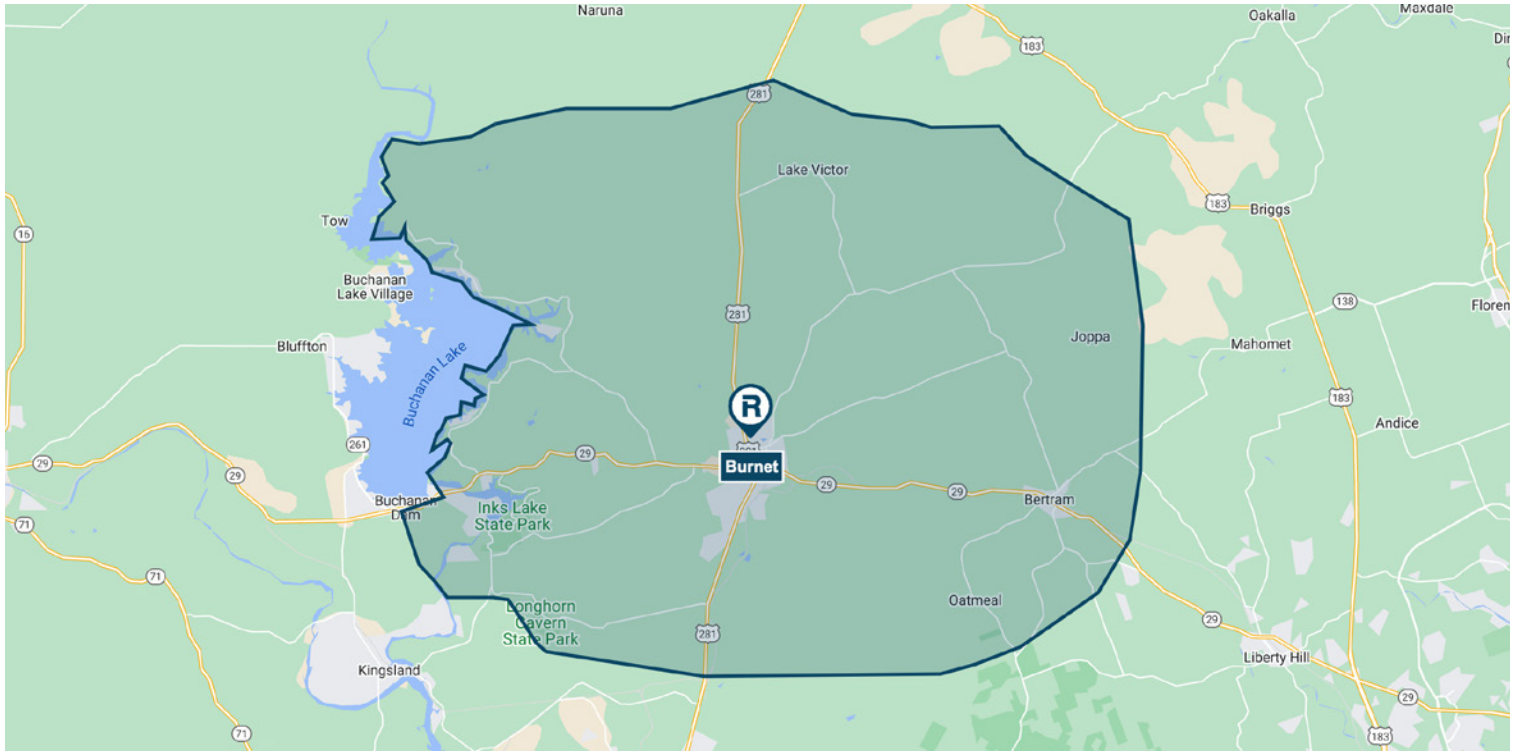 Naruna
Oakalla
Maxdale
183
281
Lake Victor
183
Briggs
Tow
16
Buchanan
Lake Village
138
281
Bluffton
Joppa
Mahomet
Buchanan Lake
R
183
Andice
261
29
29
29
Burnet
29
29
Bertram
Buchanan
Dam
Inks Lake
State Park
71
71
Oatmeal
Longhorn
Cavern
State Park
29
281
Liberty Hill
Kingsland
29
71
183